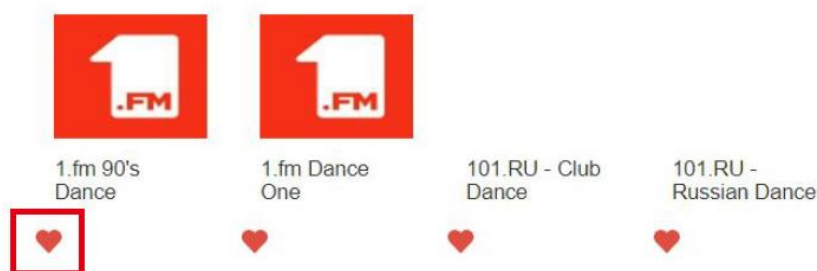 .FM
.FM
1.fm 90's
Dance
1.fm Dance
One
101.RU - Club
Dance
101.RU -
Russian Dance